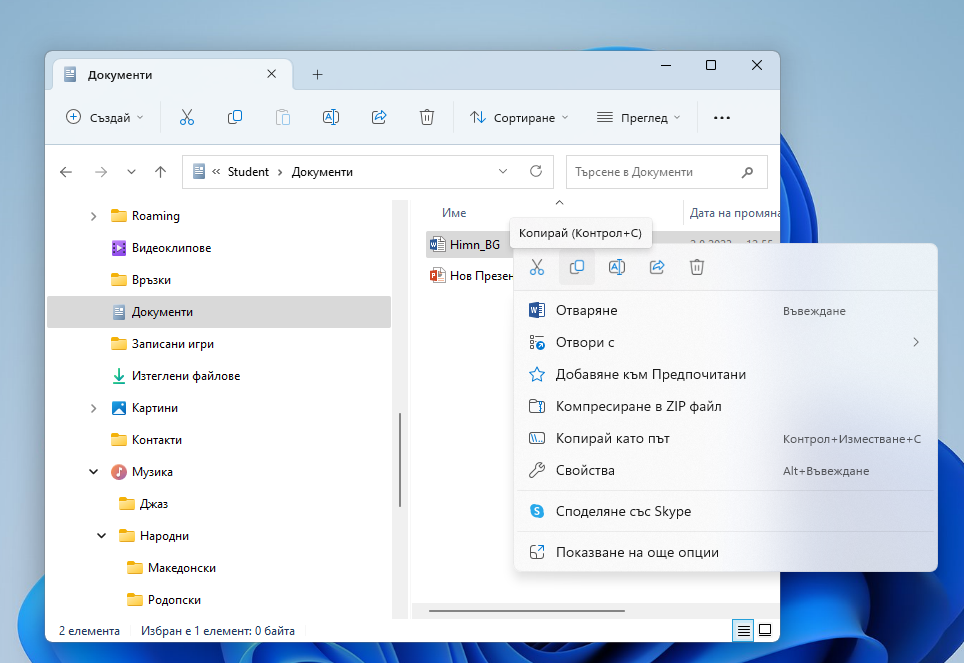 Документи
Създай
Сортиране
Преглед
Student
Документи
Търсене в Документи
Roaming
Видеоклипове
Връзки
Документи
Записани игри
Изтеглени файлове
Картини
Контакти
Музика
Джаз
Народни
Македонски
Родопски
Име
Дата на промяна
Himn_BG
Копирай (Контрол+C)
Нов Презен
Отваряне
Въвеждане
Отвори с
Добавяне към Предпочитани
Компресиране в ZIP файл
Копирай като път
Контрол+Изместване+C
Свойства
Alt+Въвеждане
Споделяне със Skype
Показване на още опции
2 елемента
Избран е 1 елемент: 0 байта